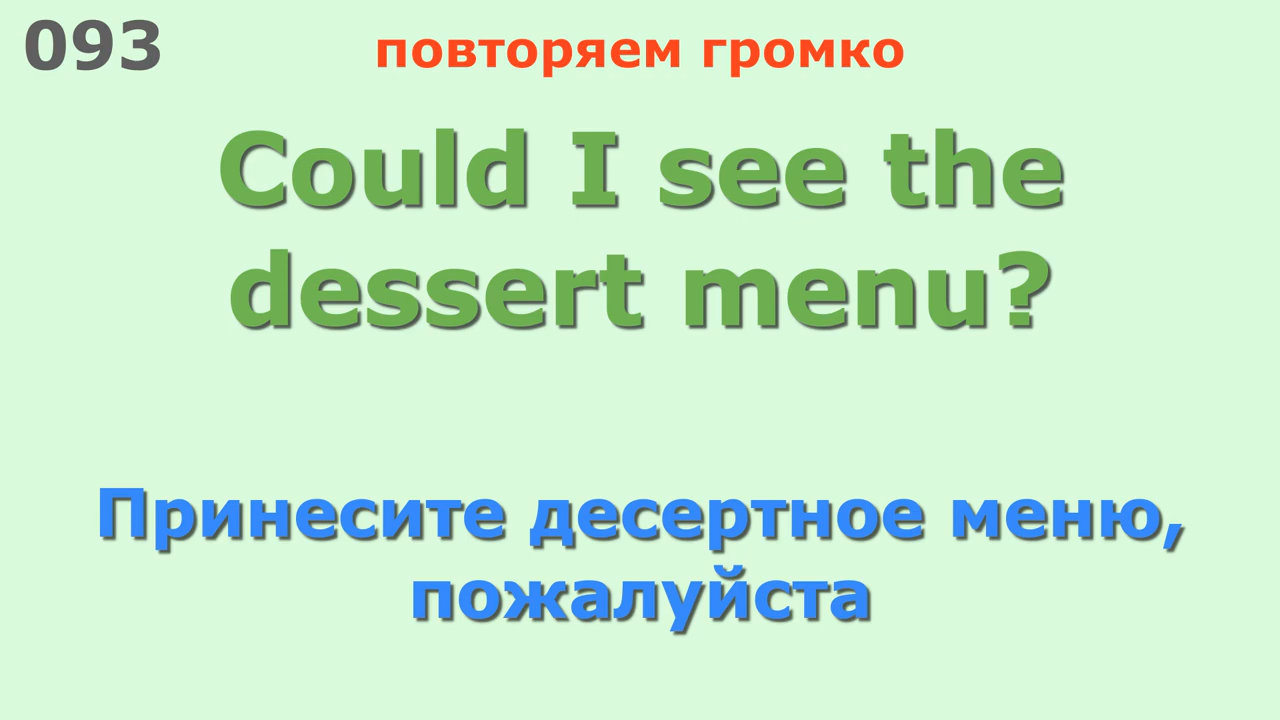 093
повторяем громко
Could I see the
dessert menu?
Принесите десертное меню,
пожалуйста